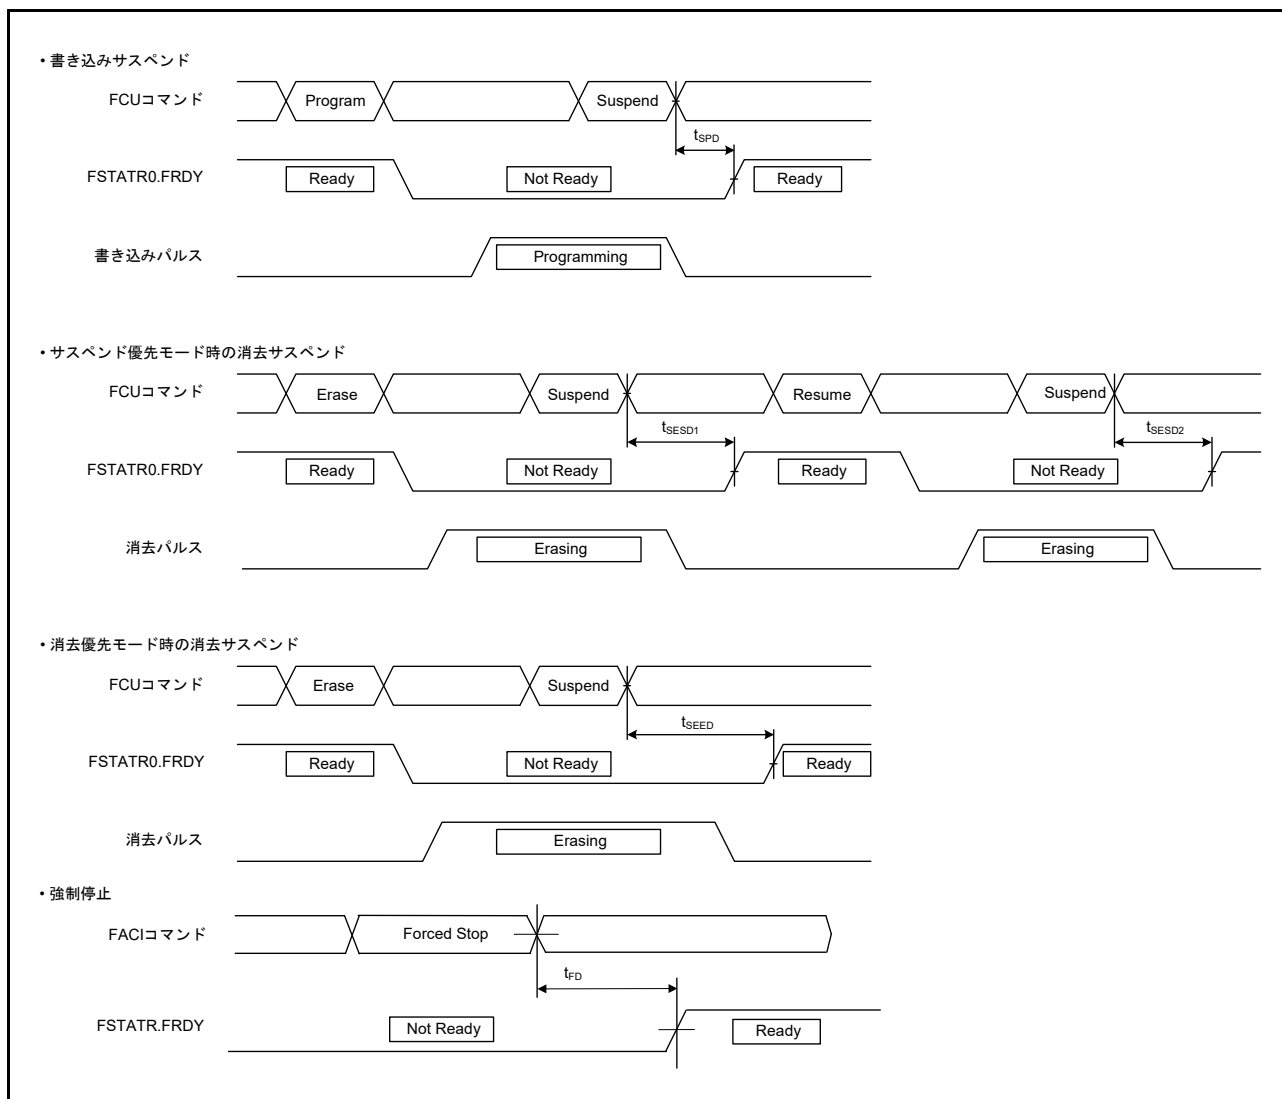 • 書き込みサスペンド
FCUコマンド Program Suspend
tSPD
FSTATR0.FRDY Ready Not Ready Ready
書き込みパルス Programming
• サスペンド優先モード時の消去サスペンド
FCUコマンド Erase Suspend Resume Suspend
tSESD1 tSESD2
FSTATR0.FRDY Ready Not Ready Ready Not Ready
消去パルス Erasing Erasing
• 消去優先モード時の消去サスペンド
FCUコマンド Erase Suspend
tSEED
FSTATR0.FRDY Ready Not Ready Ready
消去パルス Erasing
• 強制停止
FACIコマンド Forced Stop
tFD
FSTATR.FRDY Not Ready Ready